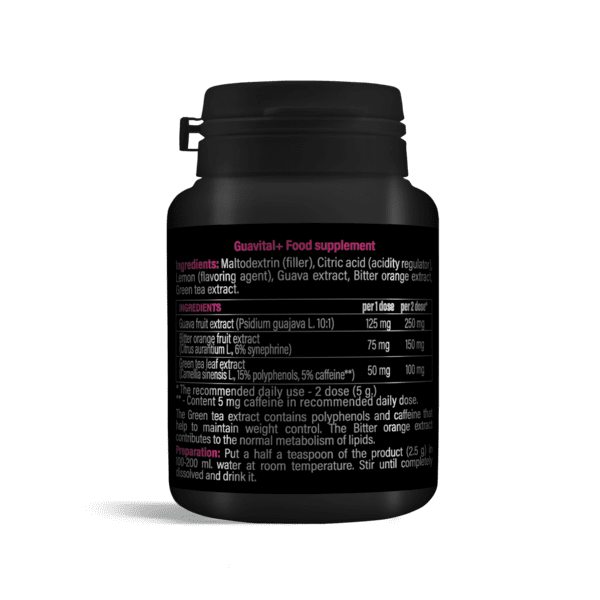 Guavital+ Food supplement
Ingredients: Maltodextrin (filler), Citric acid (acidity regulator),
Lemon (flavoring agent), Guava extract, Bitter orange extract,
Green tea extract.
INGREDIENTS per 1 dose per 2 dose*
Guava fruit extract (Psidium guajava L. 10:1) 125 mg 250 mg
Bitter orange fruit extract
(Citrus aurantium L, 6% synephrine) 75 mg 150 mg
Green tea leaf extract
(Camellia sinensis L, 15% polyphenols, 5% caffeine**) 50 mg 100 mg
* The recommended daily use - 2 dose (5 g.)
** - Content 5 mg caffeine in recommended daily dose.
The Green tea extract contains polyphenols and caffeine that
help to maintain weight control. The Bitter orange extract
contributes to the normal metabolism of lipids.
Preparation: Put a half a teaspoon of the product (2.5 g) in
100-200 ml. water at room temperature. Stir until completely
dissolved and drink it.